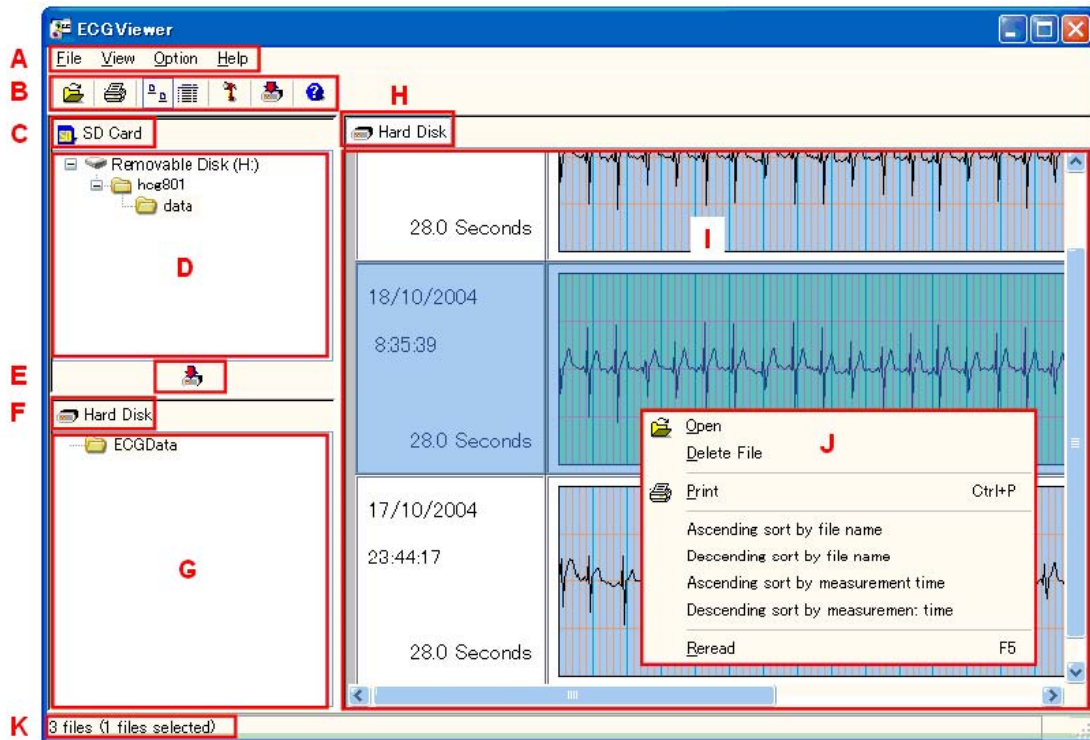 ECGViewer
A
File View Option Help
B
H
C
SD Card
Hard Disk
Removable Disk (H:)
hcg801
data
D
28.0 Seconds
I
18/10/2004
8:35:39
28.0 Seconds
E
F
Hard Disk
ECGData
G
17/10/2004
23:44:17
28.0 Seconds
Open
J
Delete File
Print Ctrl+P
Ascending sort by file name
Descending sort by file name
Ascending sort by measurement time
Descending sort by measurement time
Reread F5
K
3 files (1 files selected)